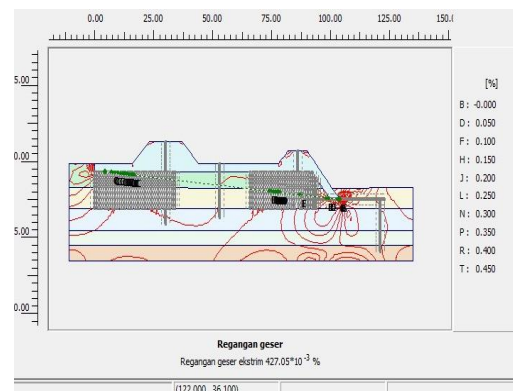 0.00 25.00 50.00 75.00 100.00 125.00 150.(
5.00
0.00
5.00
0.00
[%]
B: -0.000
D: 0.050
F: 0.100
H: 0.150
J: 0.200
L: 0.250
N: 0.300
P: 0.350
R: 0.400
T: 0.450
Regangan geser
Regangan geser ekstrim 427.05*10⁻³ %
(122.000, 36.100)